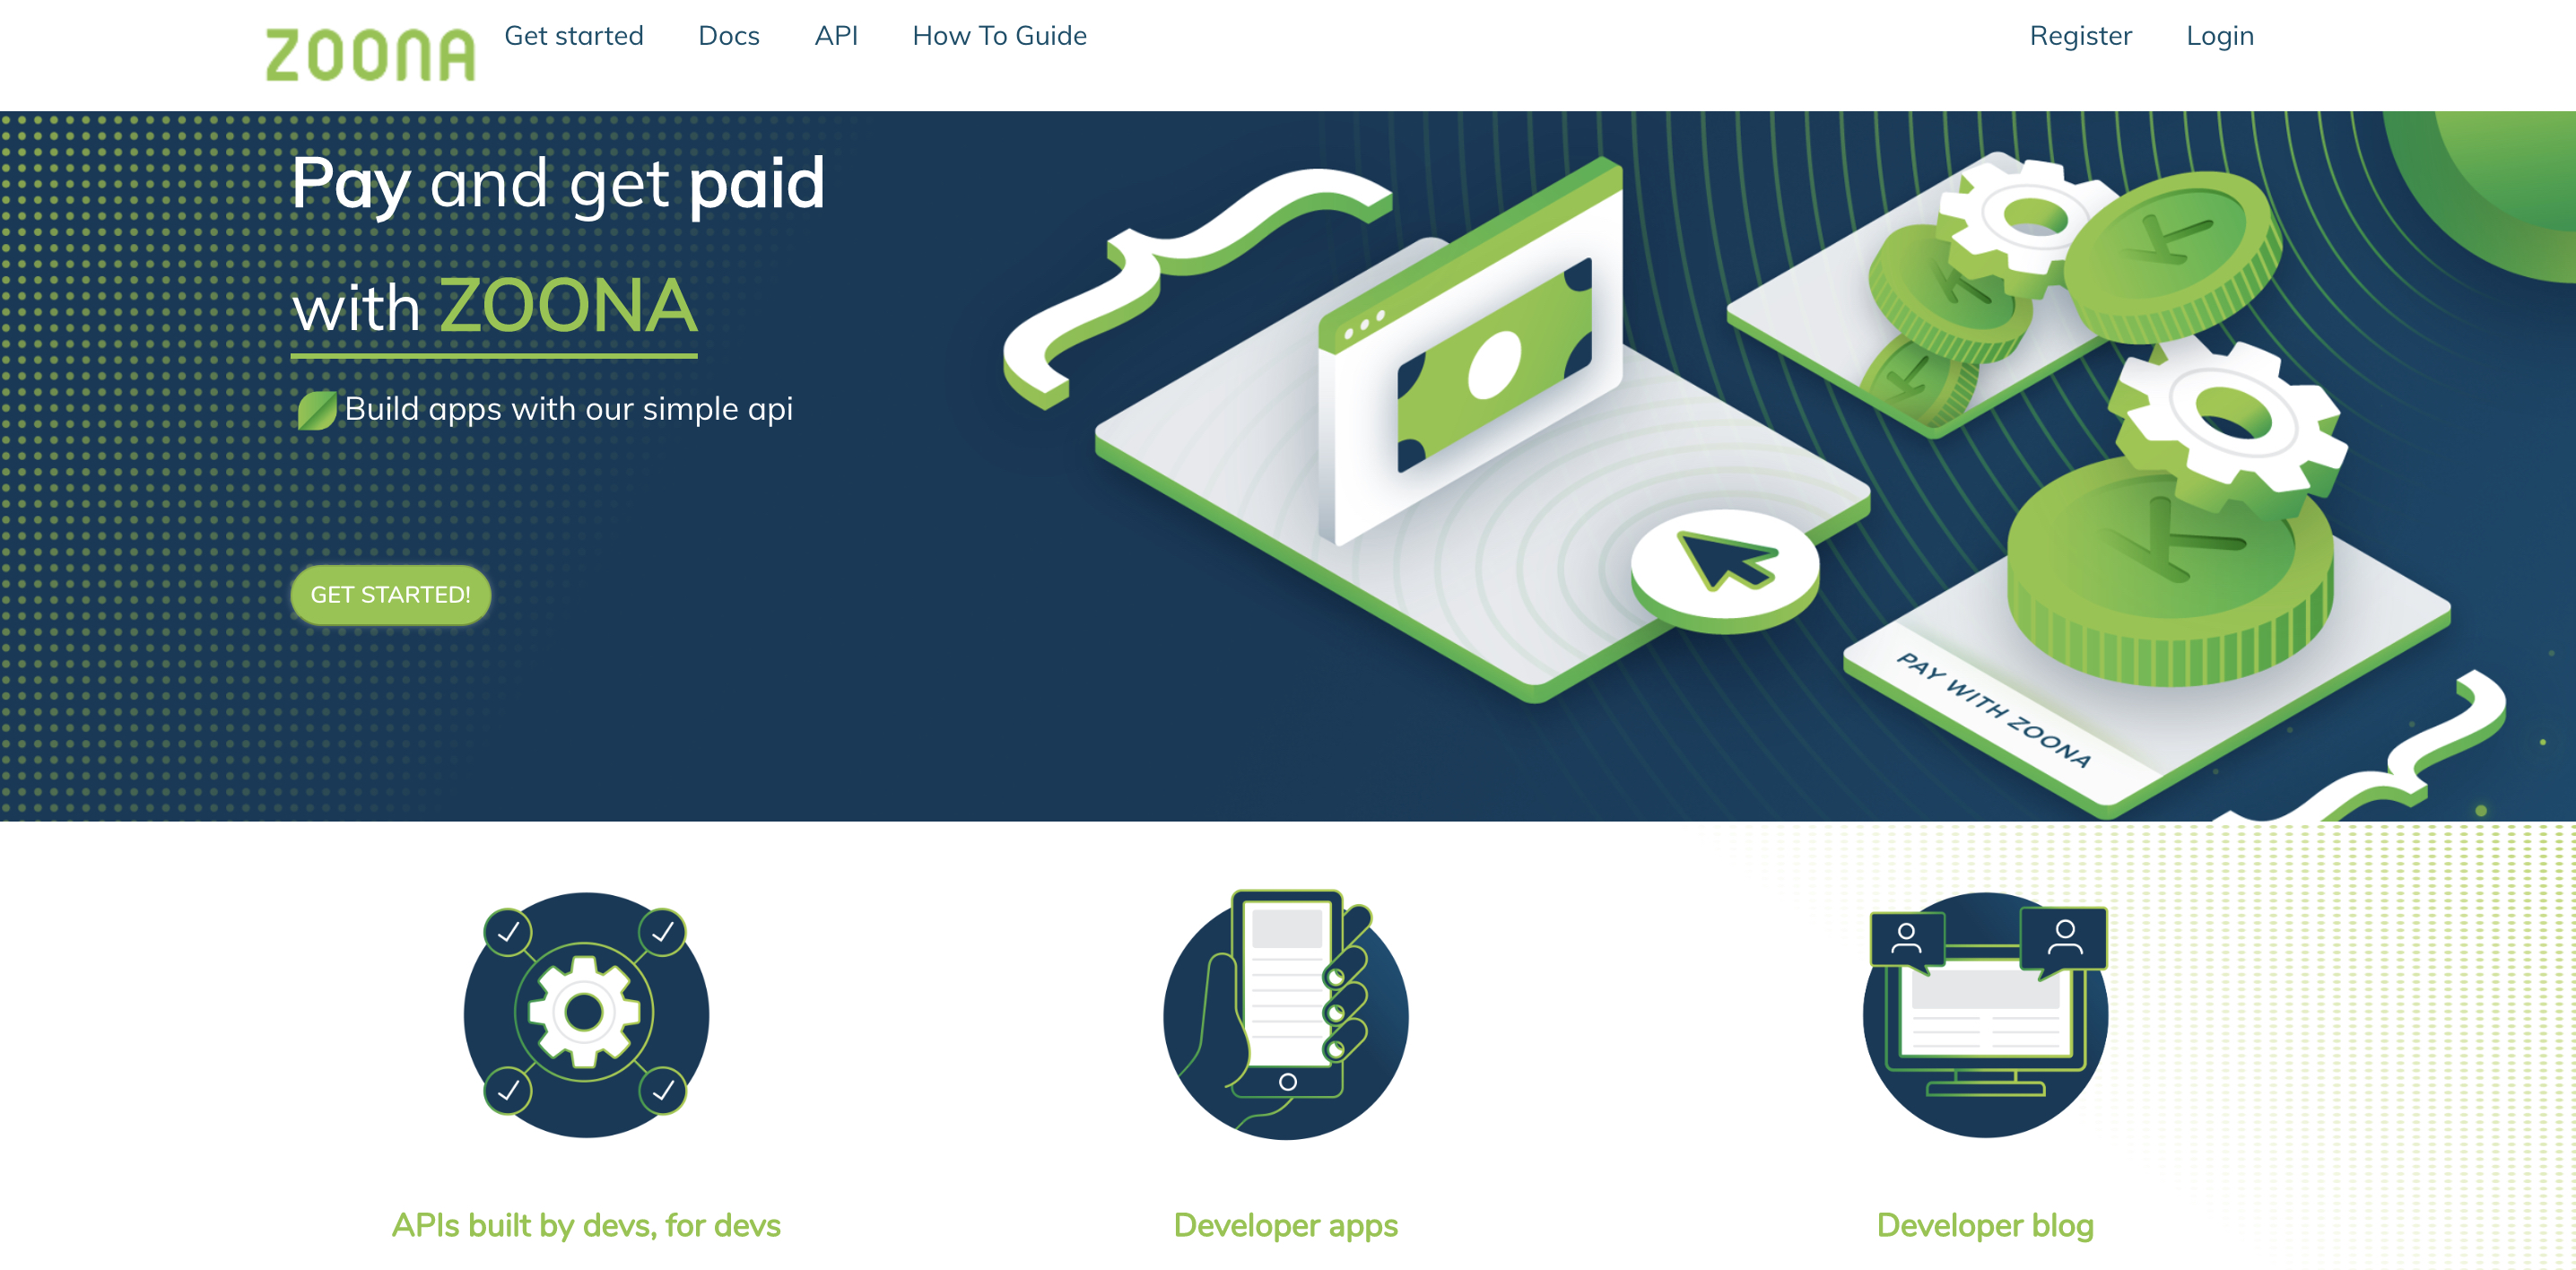 ZOONA
Get started
Docs
API
How To Guide
Register
Login
Pay and get paid
with ZOONA
Build apps with our simple api
GET STARTED!
K
K
K
K
PAY WITH ZOONA
APIs built by devs, for devs
Developer apps
Developer blog